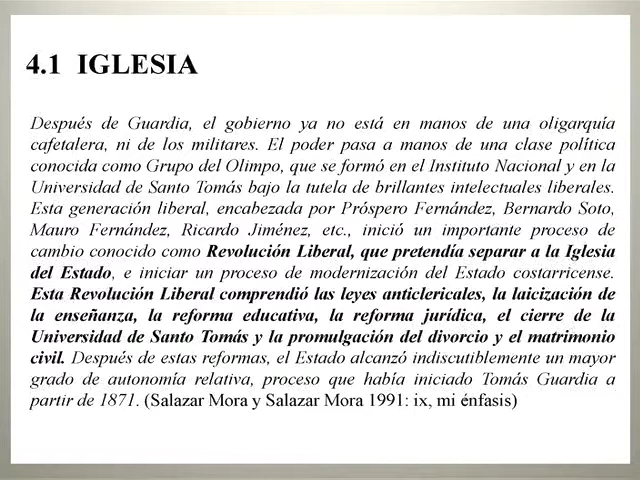 4.1 IGLESIA
Después de Guardia, el gobierno ya no está en manos de una oligarquía
cafetalera, ni de los militares. El poder pasa a manos de una clase política
conocida como Grupo del Olimpo, que se formó en el Instituto Nacional y en la
Universidad de Santo Tomás bajo la tutela de brillantes intelectuales liberales.
Esta generación liberal, encabezada por Próspero Fernández, Bernardo Soto,
Mauro Fernández, Ricardo Jiménez, etc., inició un importante proceso de
cambio conocido como Revolución Liberal, que pretendía separar a la Iglesia
del Estado, e iniciar un proceso de modernización del Estado costarricense.
Esta Revolución Liberal comprendió las leyes anticlericales, la laicización de
la enseñanza, la reforma educativa, la reforma jurídica, el cierre de la
Universidad de Santo Tomás y la promulgación del divorcio y el matrimonio
civil. Después de estas reformas, el Estado alcanzó indiscutiblemente un mayor
grado de autonomía relativa, proceso que había iniciado Tomás Guardia a
partir de 1871. (Salazar Mora y Salazar Mora 1991: ix, mi énfasis)